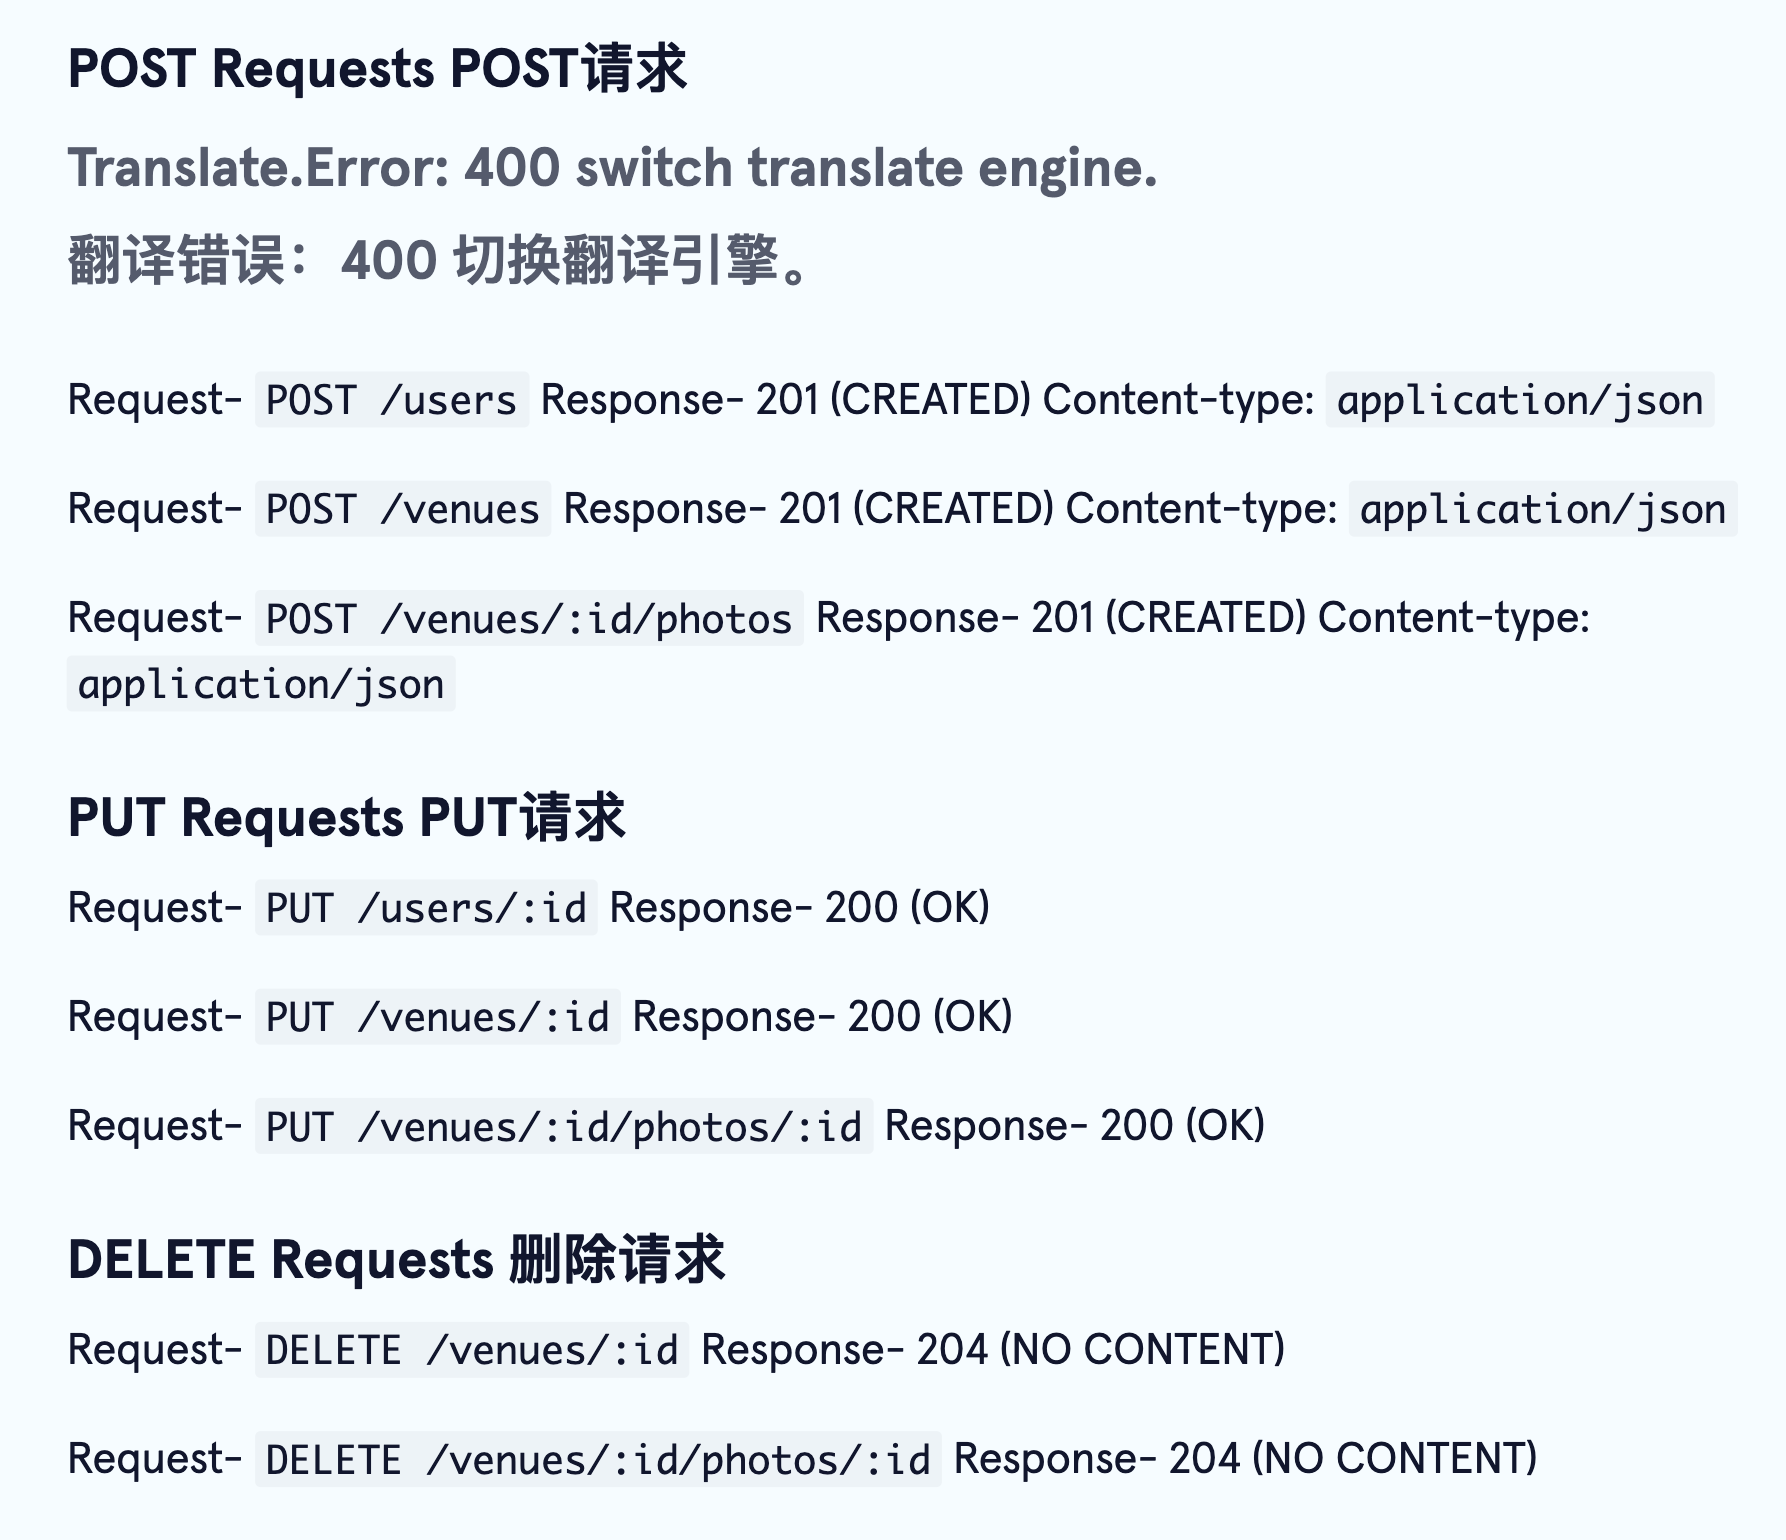 POST Requests POST请求
Translate.Error: 400 switch translate engine.
翻译错误：400 切换翻译引擎。
Request- POST /users Response- 201 (CREATED) Content-type: application/json
Request- POST /venues Response- 201 (CREATED) Content-type: application/json
Request- POST /venues/:id/photos Response- 201 (CREATED) Content-type:
application/json
PUT Requests PUT请求
Request- PUT /users/:id Response- 200 (OK)
Request- PUT /venues/:id Response- 200 (OK)
Request- PUT /venues/:id/photos/:id Response- 200 (OK)
DELETE Requests 删除请求
Request- DELETE /venues/:id Response- 204 (NO CONTENT)
Request- DELETE /venues/:id/photos/:id Response- 204 (NO CONTENT)